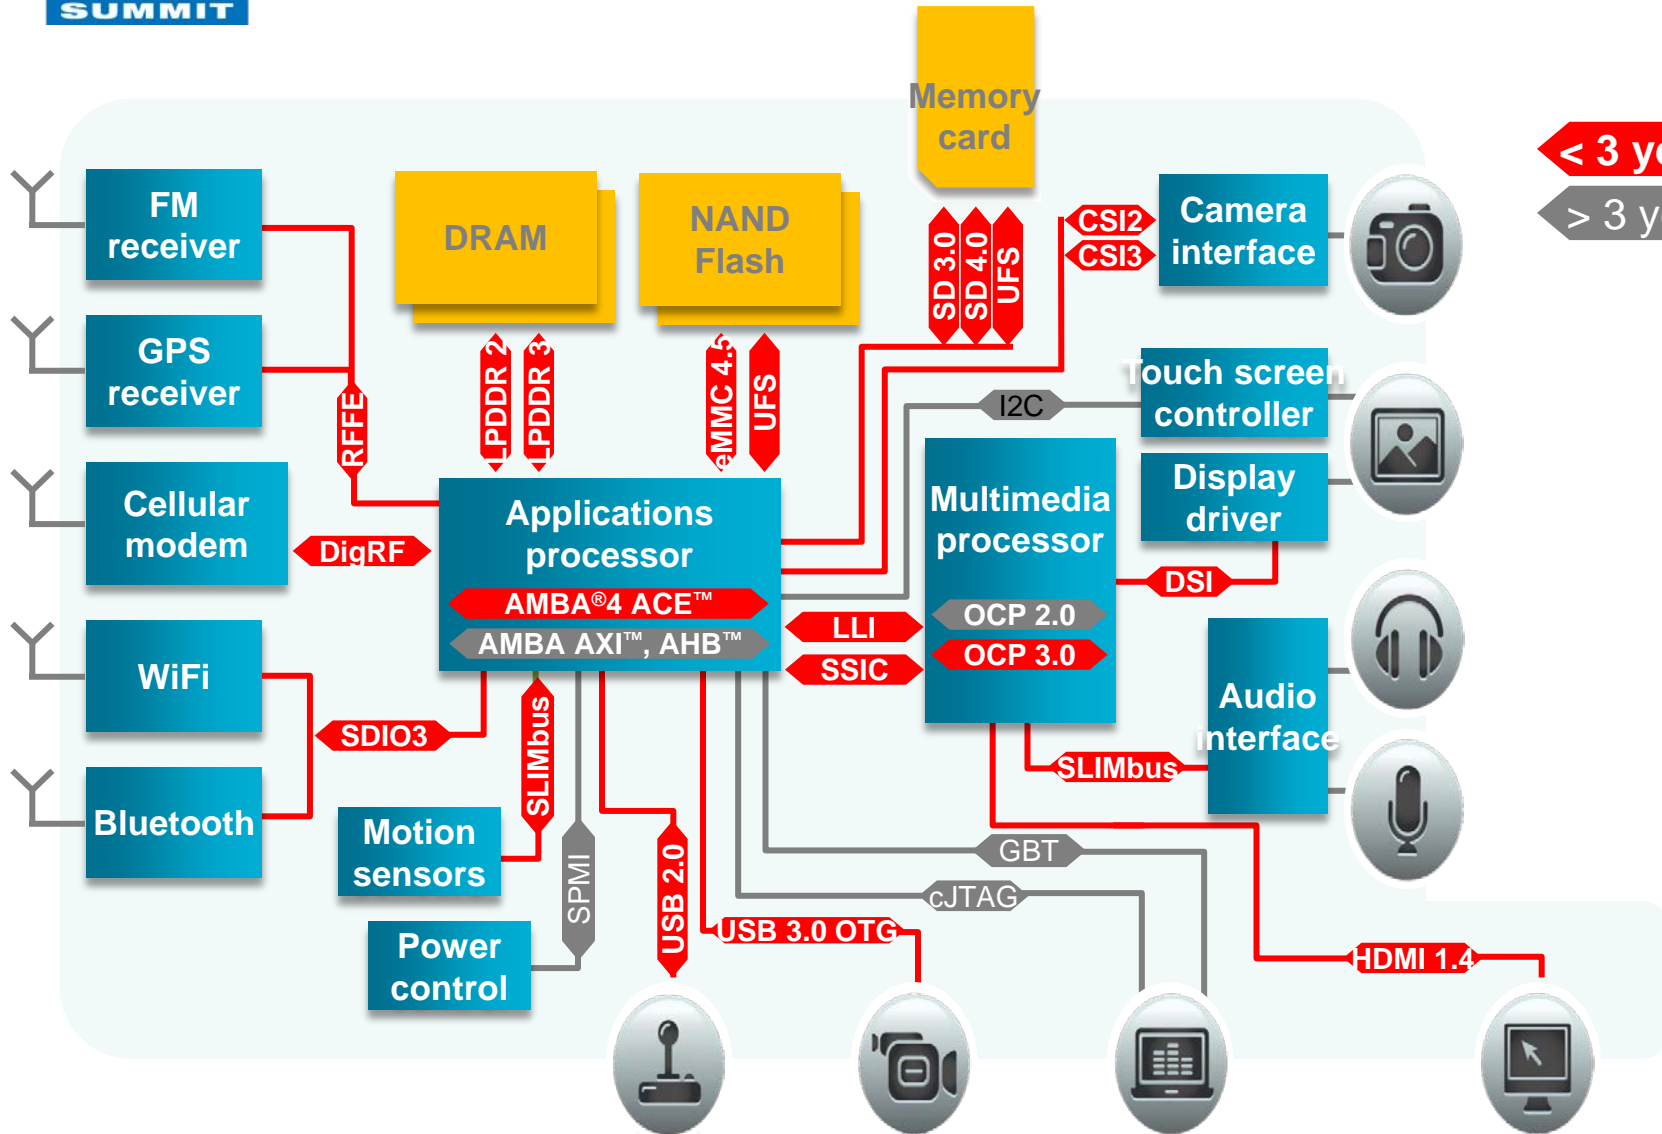 SUMMIT
Memory
card
< 3 y
> 3 y
FM
receiver
DRAM
NAND
Flash
SD 3.0
SD 4.0
UFS
CSI2
CSI3
Camera
interface
GPS
receiver
RFFE
LPDDR 2
LPDDR 3
eMMC 4.5
UFS
I2C
Touch screen
controller
Cellular
modem
DigRF
Applications
processor
AMBA®4 ACE™
AMBA AXI™, AHB™
Multimedia
processor
OCP 2.0
OCP 3.0
Display
driver
DSI
LLI
SSIC
WiFi
SDIO3
SLIMbus
Audio
interface
SLIMbus
Bluetooth
Motion
sensors
SPMI
USB 2.0
GBT
cJTAG
USB 3.0 OTG
Power
control
HDMI 1.4